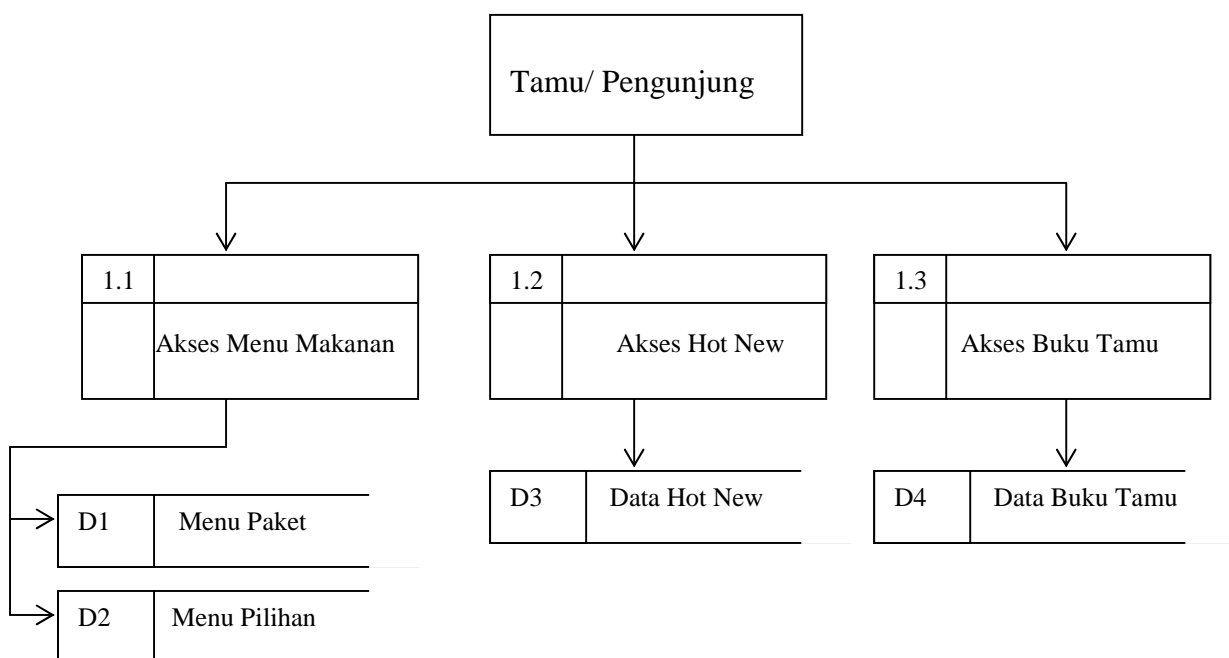 Tamu/ Pengunjung
1.1
Akses Menu Makanan
1.2
Akses Hot New
1.3
Akses Buku Tamu
D1
Menu Paket
D2
Menu Pilihan
D3
Data Hot New
D4
Data Buku Tamu